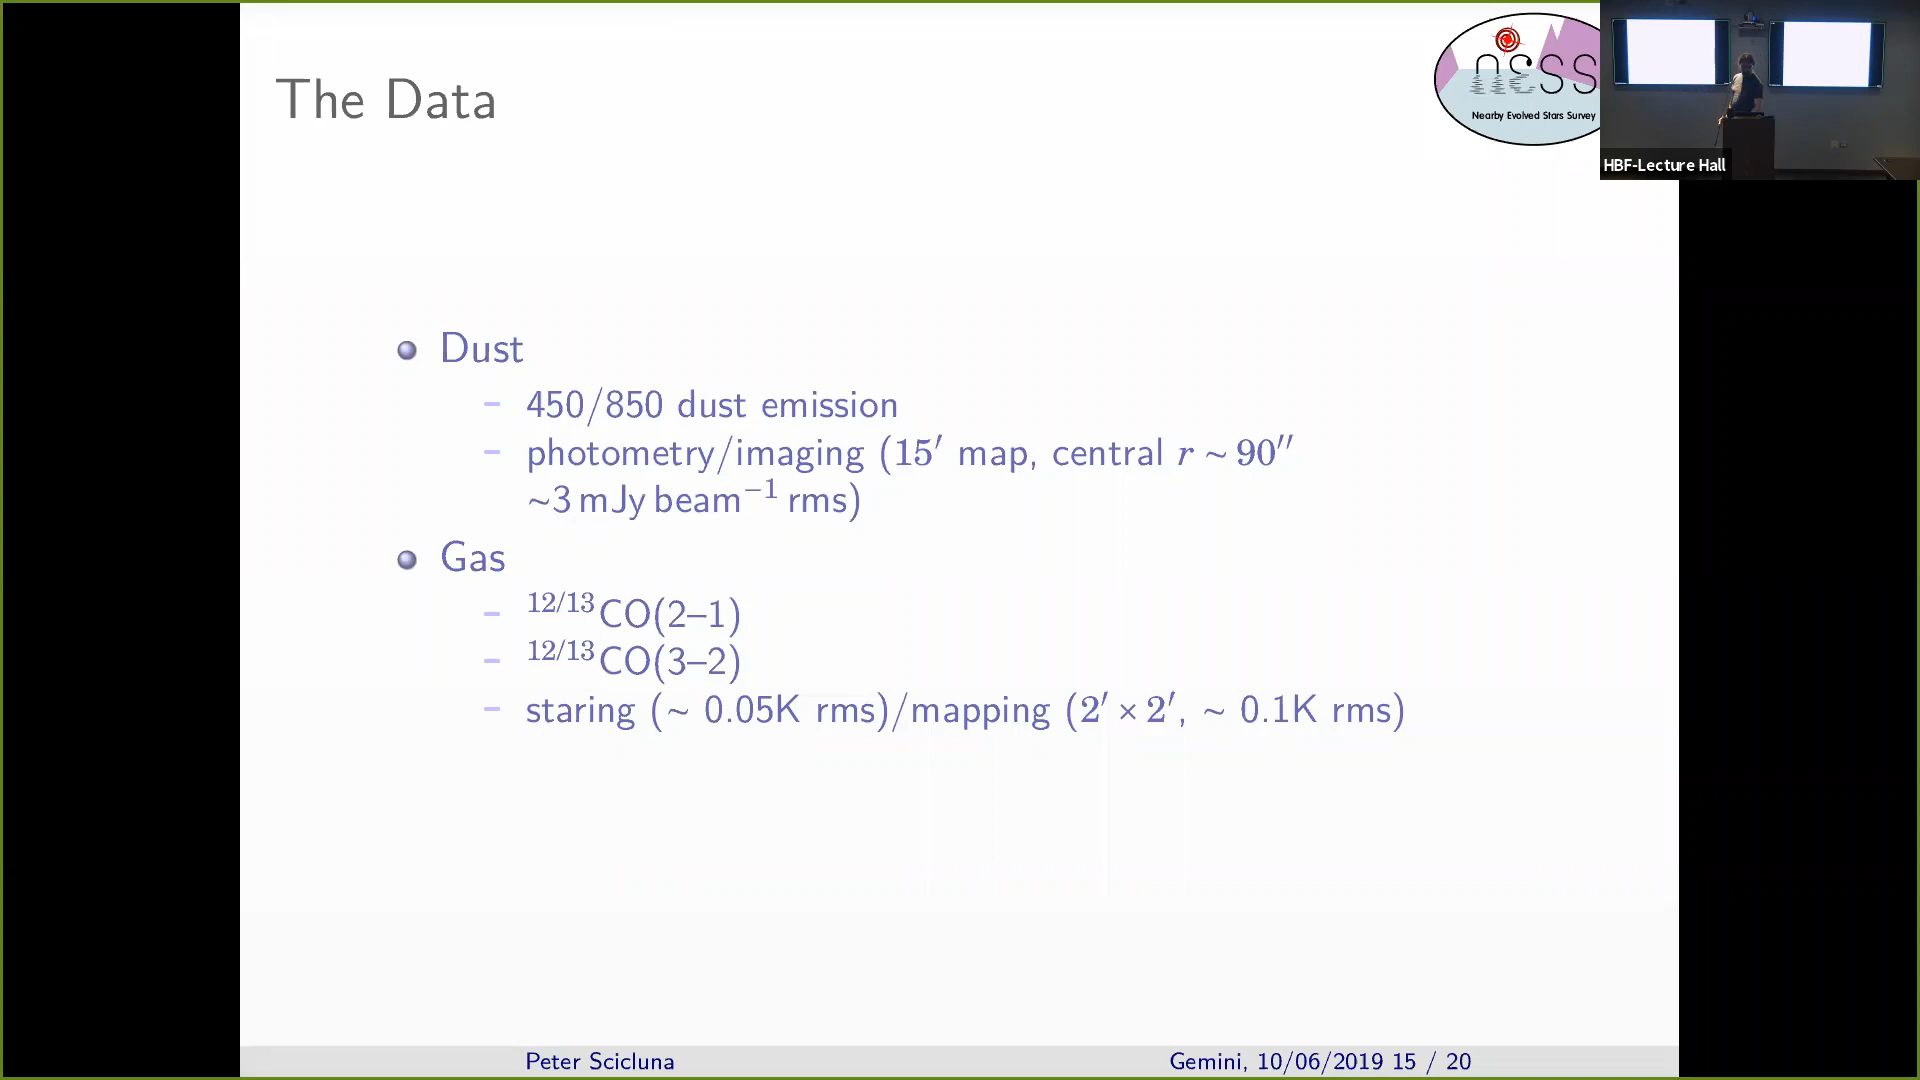 The Data
ness
Nearby Evolved Stars Survey
HBF-Lecture Hall
Dust
– 450/850 dust emission
– photometry/imaging (15′ map, central r ~ 90″
~3 mJy beam⁻¹ rms)
Gas
– ¹²/¹³CO(2–1)
– ¹²/¹³CO(3–2)
– staring (~ 0.05K rms)/mapping (2′ × 2′, ~ 0.1K rms)
Peter Scicluna
Gemini, 10/06/2019 15 / 20